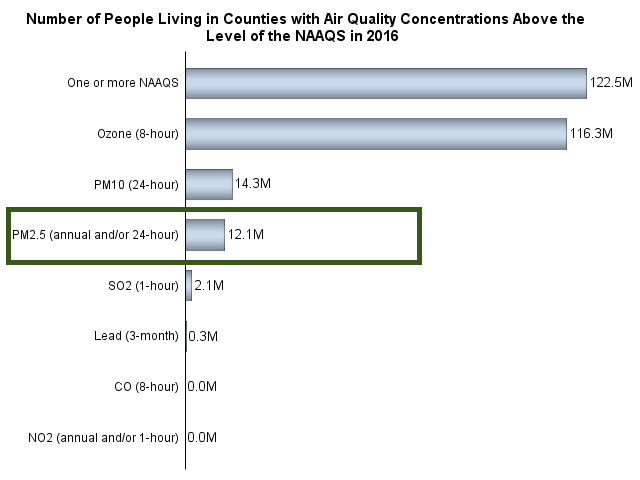 Number of People Living in Counties with Air Quality Concentrations Above the
Level of the NAAQS in 2016
One or more NAAQS 122.5M
Ozone (8-hour) 116.3M
PM10 (24-hour) 14.3M
PM2.5 (annual and/or 24-hour) 12.1M
SO2 (1-hour) 2.1M
Lead (3-month) 0.3M
CO (8-hour) 0.0M
NO2 (annual and/or 1-hour) 0.0M